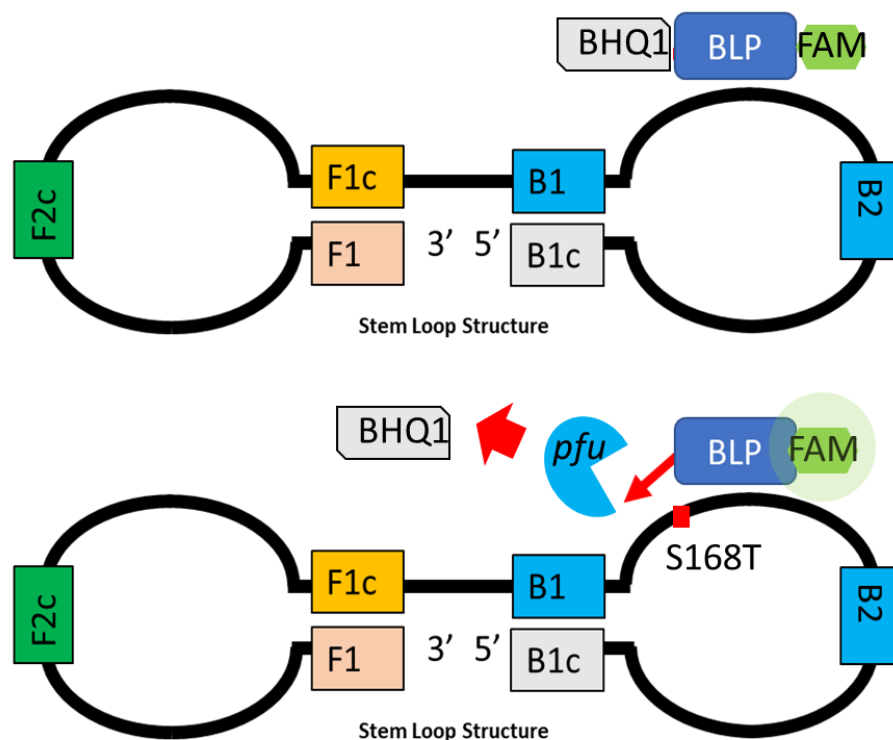 BHQ1 BLP FAM
F2c F1c B1 B2
F1 3’ 5’ B1c
Stem Loop Structure
BHQ1 pfu BLP FAM
S168T
F2c F1c B1 B2
F1 3’ 5’ B1c
Stem Loop Structure